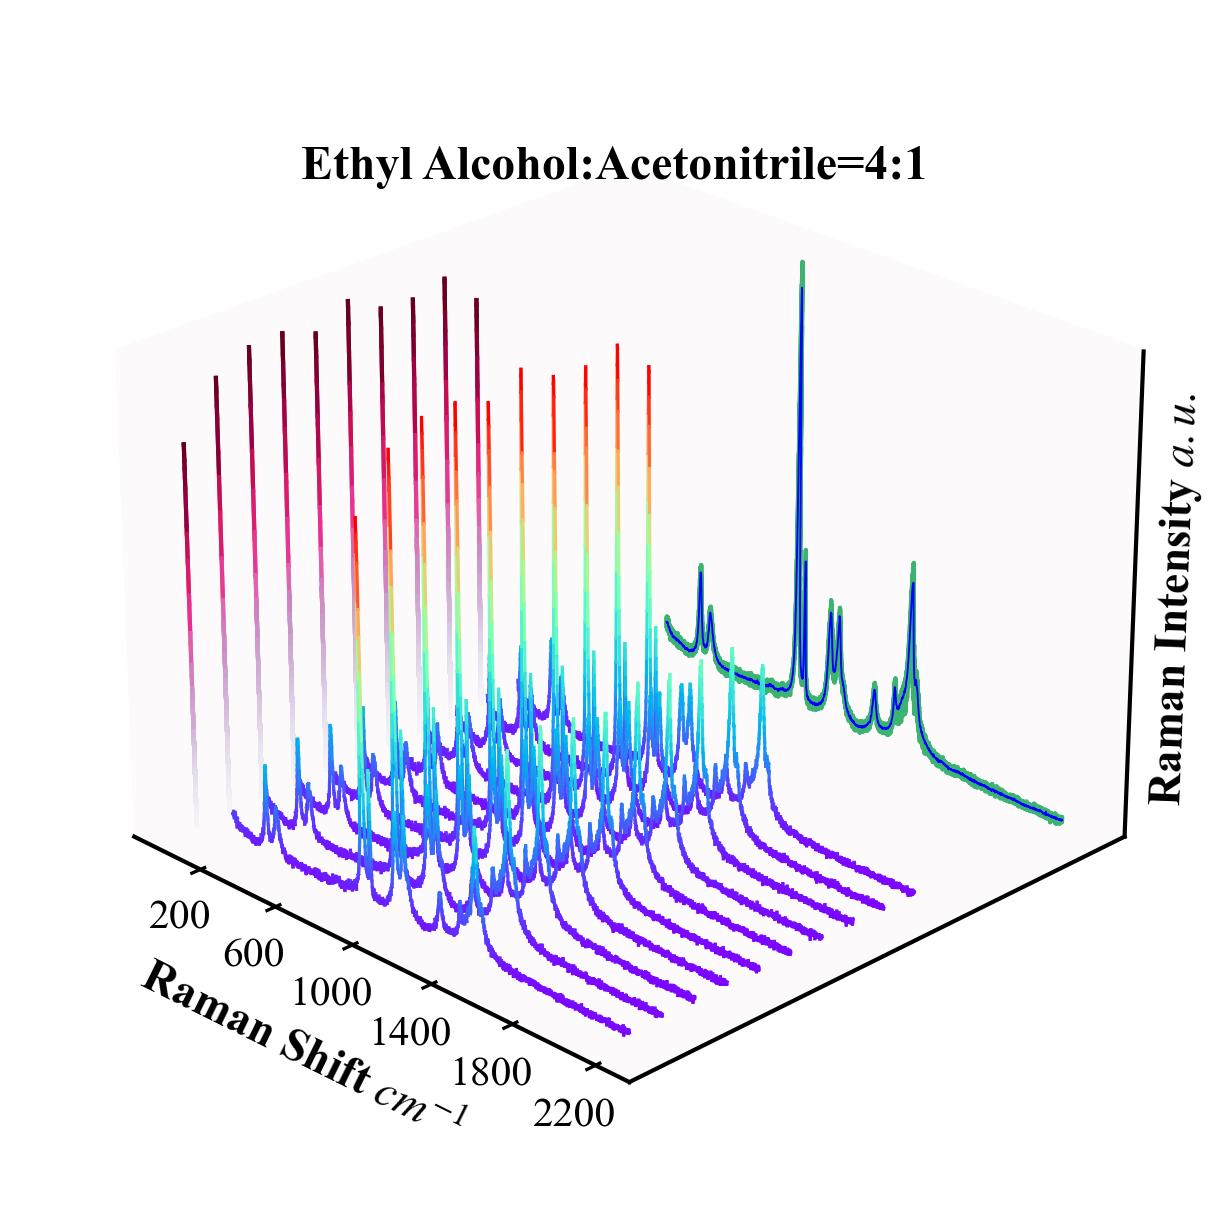 Ethyl Alcohol:Acetonitrile=4:1
Raman Intensity a.u.
200
600
1000
1400
1800
2200
Raman Shift cm⁻¹